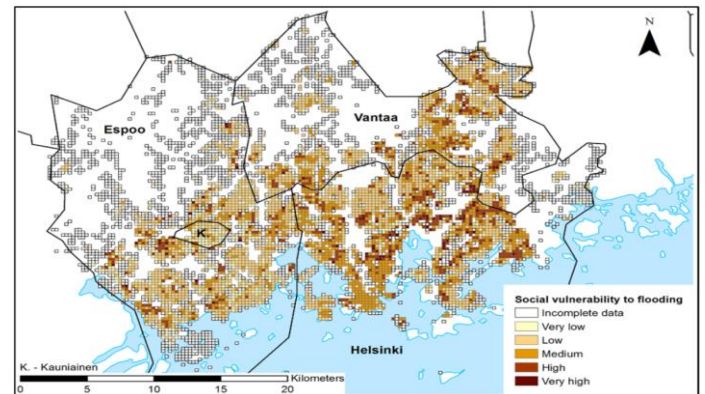 N
Espoo
Vantaa
K.
Helsinki
Social vulnerability to flooding
Incomplete data
Very low
Low
Medium
High
Very high
K. - Kauniainen
Kilometers
0 5 10 15 20